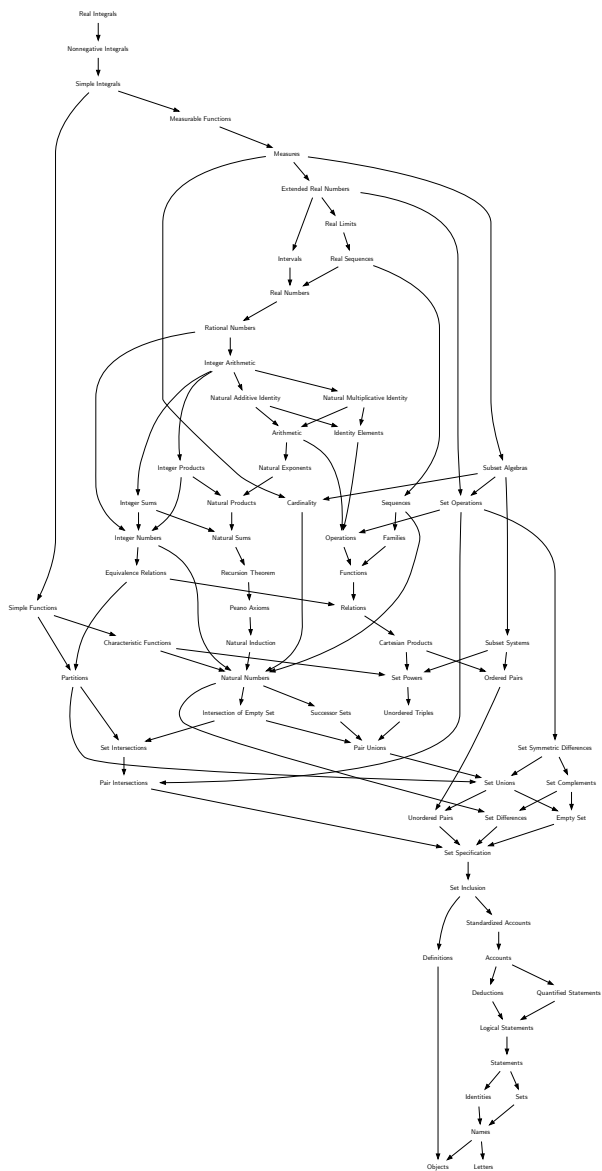 Real Integrals
Nonnegative Integrals
Simple Integrals
Measurable Functions
Measures
Extended Real Numbers
Real Limits
Intervals
Real Sequences
Real Numbers
Rational Numbers
Integer Arithmetic
Natural Additive Identity
Natural Multiplicative Identity
Arithmetic
Identity Elements
Integer Products
Natural Exponents
Subset Algebras
Integer Sums
Natural Products
Cardinality
Sequences
Set Operations
Integer Numbers
Natural Sums
Operations
Families
Equivalence Relations
Recursion Theorem
Functions
Simple Functions
Peano Axioms
Relations
Characteristic Functions
Natural Induction
Cartesian Products
Subset Systems
Partitions
Natural Numbers
Set Powers
Ordered Pairs
Intersection of Empty Set
Successor Sets
Unordered Triples
Set Intersections
Pair Unions
Set Symmetric Differences
Pair Intersections
Set Unions
Set Complements
Unordered Pairs
Set Differences
Empty Set
Set Specification
Set Inclusion
Standardized Accounts
Definitions
Accounts
Deductions
Quantified Statements
Logical Statements
Statements
Identities
Sets
Names
Objects
Letters